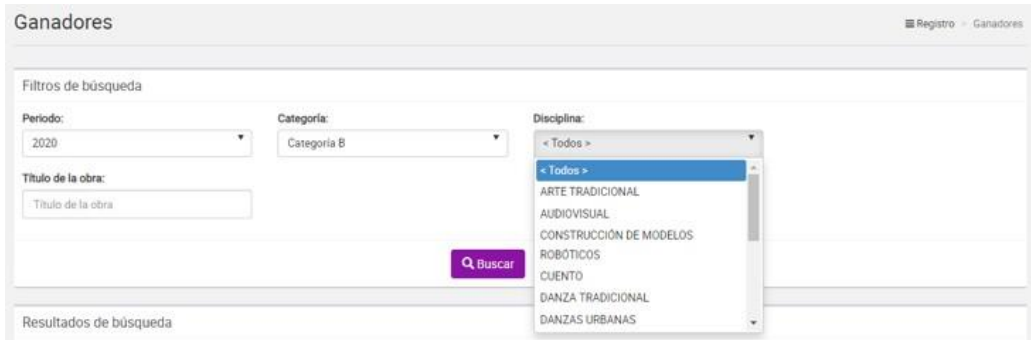 Ganadores
Registro - Ganadores
Filtros de búsqueda
Periodo:
Categoría:
Disciplina:
2020
Categoría B
< Todos >
Título de la obra:
Título de la obra
< Todos >
ARTE TRADICIONAL
AUDIOVISUAL
CONSTRUCCIÓN DE MODELOS
ROBÓTICOS
CUENTO
DANZA TRADICIONAL
DANZAS URBANAS
Buscar
Resultados de búsqueda